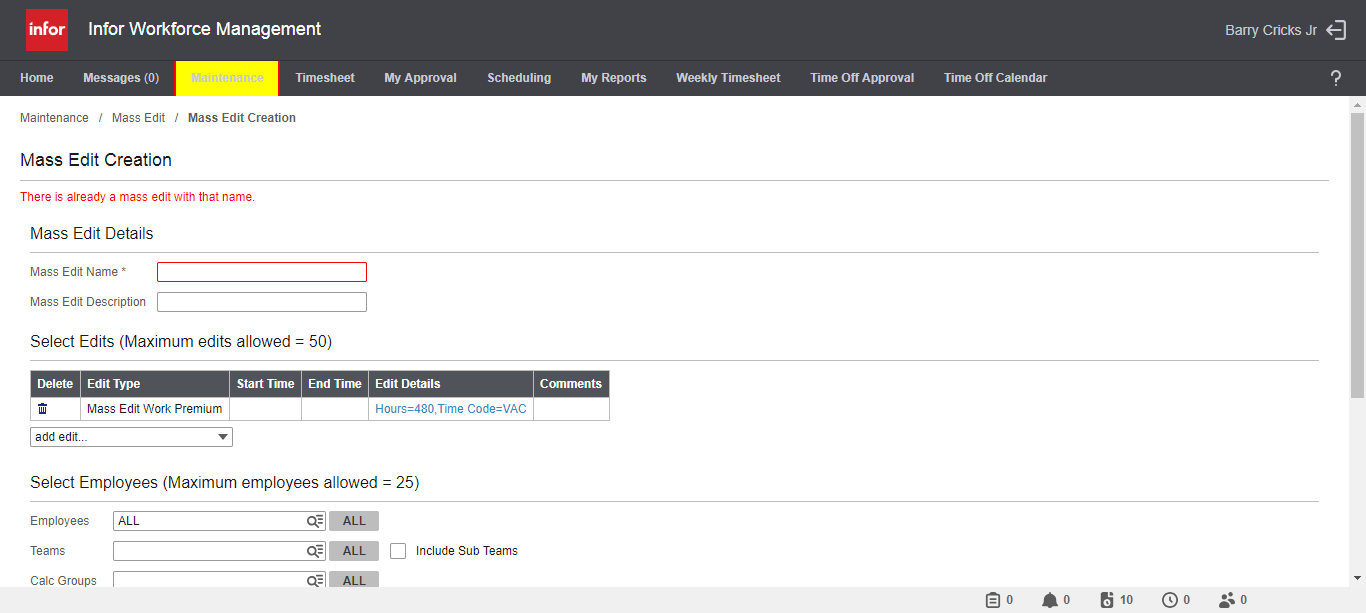 infor Infor Workforce Management Barry Cricks Jr
Home Messages (0) Maintenance Timesheet My Approval Scheduling My Reports Weekly Timesheet Time Off Approval Time Off Calendar ?
Maintenance / Mass Edit / Mass Edit Creation
Mass Edit Creation
There is already a mass edit with that name.
Mass Edit Details
Mass Edit Name *
Mass Edit Description
Select Edits (Maximum edits allowed = 50)
Delete Edit Type Start Time End Time Edit Details Comments
Mass Edit Work Premium Hours=480,Time Code=VAC
add edit...
Select Employees (Maximum employees allowed = 25)
Employees ALL ALL
Teams ALL Include Sub Teams
Calc Groups ALL
0 0 10 0 0